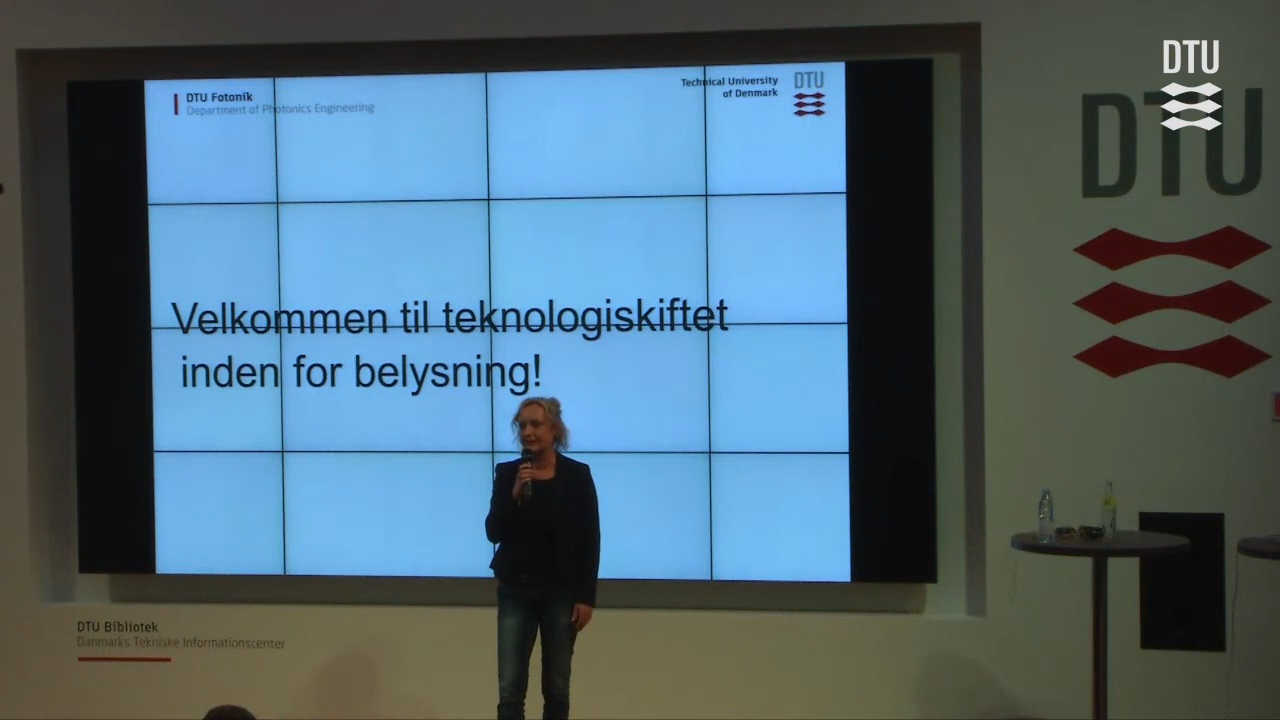 DTU Fotonik
Department of Photonics Engineering
Technical University
of Denmark
DTU
DTU
DTU
Velkommen til teknologiskiftet
inden for belysning!
DTU Bibliotek
Danmarks Tekniske Informationscenter